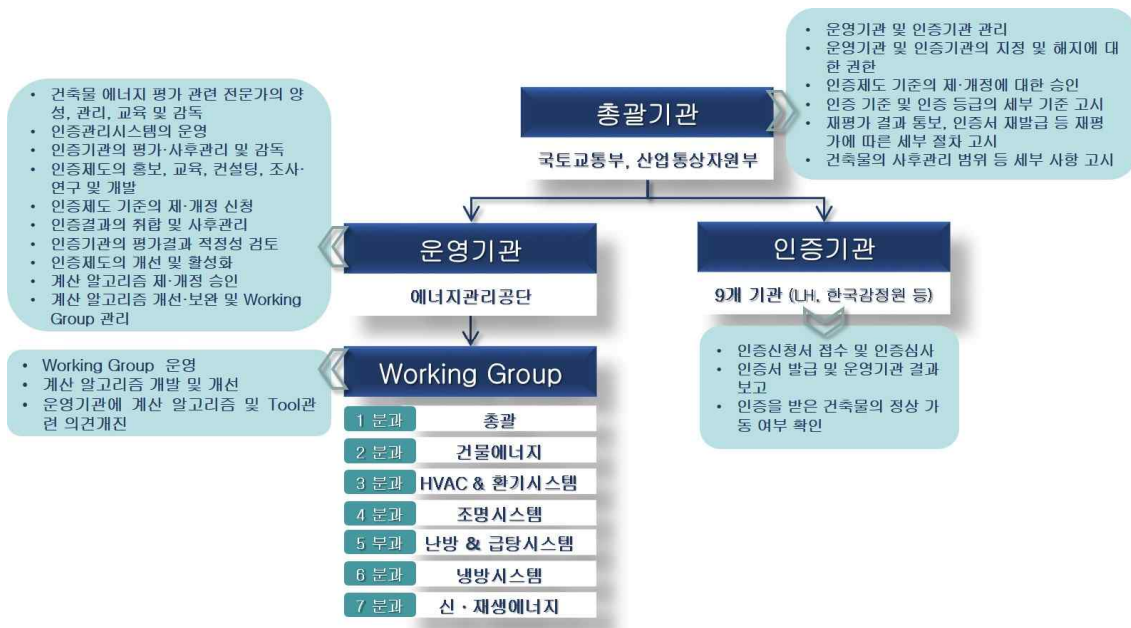 • 운영기관 및 인증기관 관리
• 운영기관 및 인증기관의 지정 및 해지에 대
한 권한
• 인증제도 기준의 제·개정에 대한 승인
• 인증 기준 및 인증 등급의 세부 기준 고시
• 재평가 결과 통보, 인증서 재발급 등 재평
가에 따른 세부 절차 고시
• 건축물의 사후관리 범위 등 세부 사항 고시
총괄기관
국토교통부, 산업통상자원부
• 건축물 에너지 평가 관련 전문가의 양
성, 관리, 교육 및 감독
• 인증관리시스템의 운영
• 인증기관의 평가·사후관리 및 감독
• 인증제도의 홍보, 교육, 컨설팅, 조사·
연구 및 개발
• 인증제도 기준의 제·개정 신청
• 인증결과의 취합 및 사후관리
• 인증기관의 평가결과 적정성 검토
• 인증제도의 개선 및 활성화
• 계산 알고리즘 제·개정 승인
• 계산 알고리즘 개선·보완 및 Working
Group 관리
운영기관
에너지관리공단
인증기관
9개 기관 (LH, 한국감정원 등)
• 인증신청서 접수 및 인증심사
• 인증서 발급 및 운영기관 결과
보고
• 인증을 받은 건축물의 정상 가
동 여부 확인
• Working Group 운영
• 계산 알고리즘 개발 및 개선
• 운영기관에 계산 알고리즘 및 Tool관
련 의견개진
Working Group
1 분과 총괄
2 분과 건물에너지
3 분과 HVAC & 환기시스템
4 분과 조명시스템
5 부과 난방 & 급탕시스템
6 분과 냉방시스템
7 분과 신·재생에너지